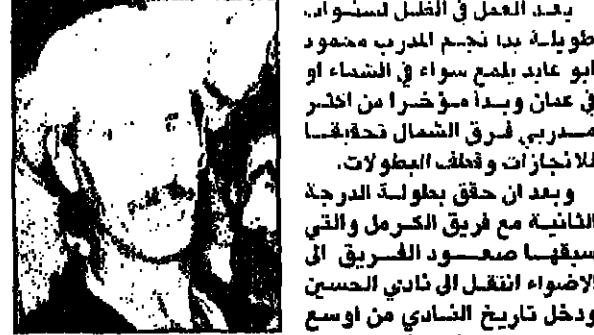 بعد العمل في الظل لسنوات
طويلة بدا نجم المدرب محمود
ابو عابد يلمع سواء في الشمال او
في عمان وبدأ مؤخرا من اكثر
مدربي فرق الشمال تحقيقا
للانجازات وقطف البطولات.
وبعد ان حقق بطولة الدرجة
الثانية مع فريق الكرمل والتي
سبقها صعود الفريق الى
الاضواء انتقل الى نادي الحسين
ودخل تاريخ النادي من اوسع